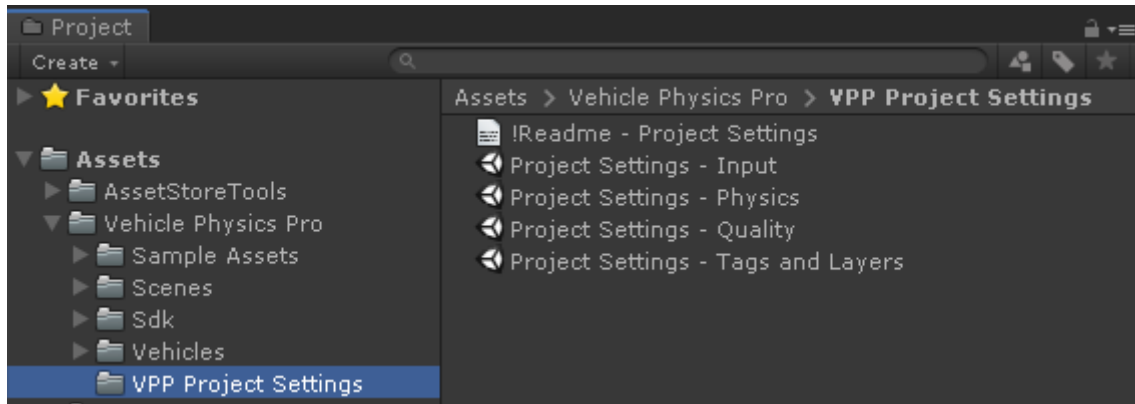 Project
Create
Favorites
Assets
AssetStoreTools
Vehicle Physics Pro
Sample Assets
Scenes
Sdk
Vehicles
VPP Project Settings
Assets > Vehicle Physics Pro > VPP Project Settings
!Readme - Project Settings
Project Settings - Input
Project Settings - Physics
Project Settings - Quality
Project Settings - Tags and Layers